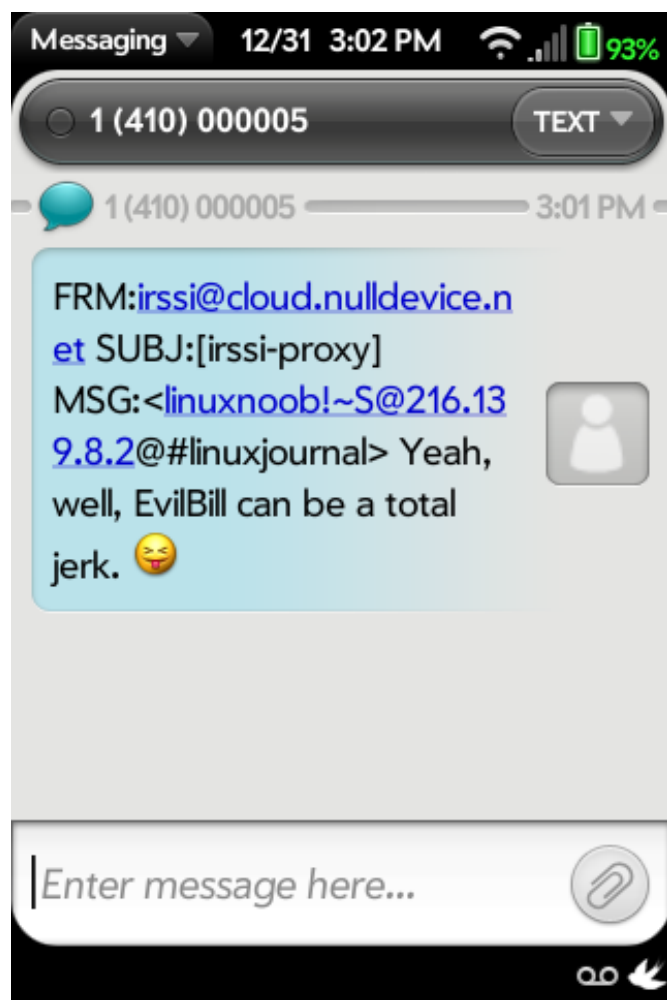 Messaging 12/31 3:02 PM 93%
1 (410) 000005 TEXT
1 (410) 000005 3:01 PM
FRM:irssi@cloud.nulldevice.n
et SUBJ:[irssi-proxy]
MSG:<linuxnoob!~S@216.13
9.8.2@#linuxjournal> Yeah,
well, EvilBill can be a total
jerk. 😝
Enter message here...